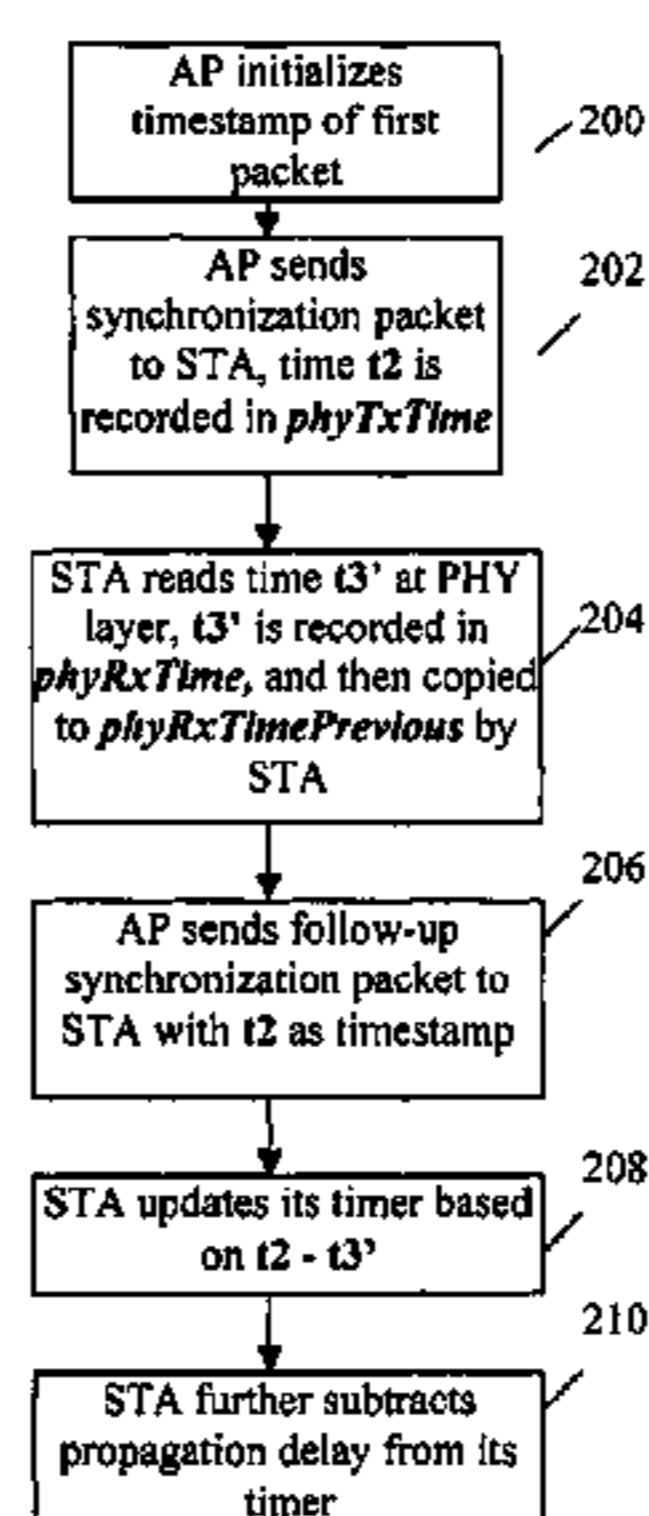 AP initializes
timestamp of first
packet
200
AP sends
synchronization packet
to STA, time t2 is
recorded in phyTxTime
202
STA reads time t3' at PHY
layer, t3' is recorded in
phyRxTime, and then copied
to phyRxTimePrevious by
STA
204
AP sends follow-up
synchronization packet to
STA with t2 as timestamp
206
STA updates its timer based
on t2 - t3'
208
STA further subtracts
propagation delay from its
timer
210